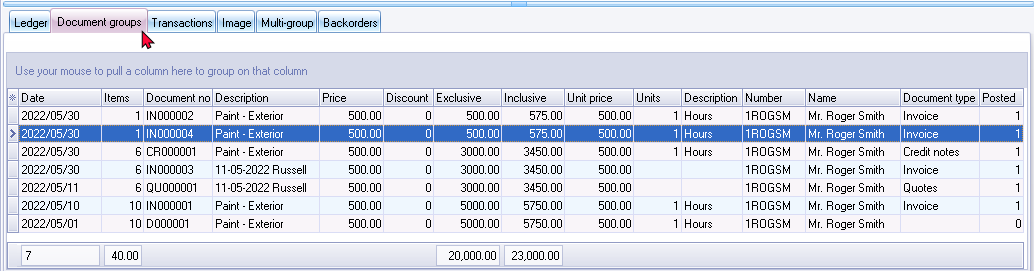 Ledger Document groups Transactions Image Multi-group Backorders
Use your mouse to pull a column here to group on that column
Date Items Document no Description Price Discount Exclusive Inclusive Unit price Units Description Number Name Document type Posted
2022/05/30 1 IN000002 Paint - Exterior 500.00 0 500.00 575.00 500.00 1 Hours 1ROGSM Mr. Roger Smith Invoice 1
2022/05/30 1 IN000004 Paint - Exterior 500.00 0 500.00 575.00 500.00 1 Hours 1ROGSM Mr. Roger Smith Invoice 1
2022/05/30 6 CR000001 Paint - Exterior 500.00 0 3000.00 3450.00 500.00 1 Hours 1ROGSM Mr. Roger Smith Credit notes 1
2022/05/30 6 IN000003 11-05-2022 Russell 500.00 0 3000.00 3450.00 500.00 1ROGSM Mr. Roger Smith Invoice 1
2022/05/11 6 QU000001 11-05-2022 Russell 500.00 0 3000.00 3450.00 500.00 1ROGSM Mr. Roger Smith Quotes 1
2022/05/10 10 IN000001 Paint - Exterior 500.00 0 5000.00 5750.00 500.00 1 Hours 1ROGSM Mr. Roger Smith Invoice 1
2022/05/01 10 D000001 Paint - Exterior 500.00 0 5000.00 5750.00 500.00 1 Hours 1ROGSM Mr. Roger Smith 0
7 40.00 20,000.00 23,000.00